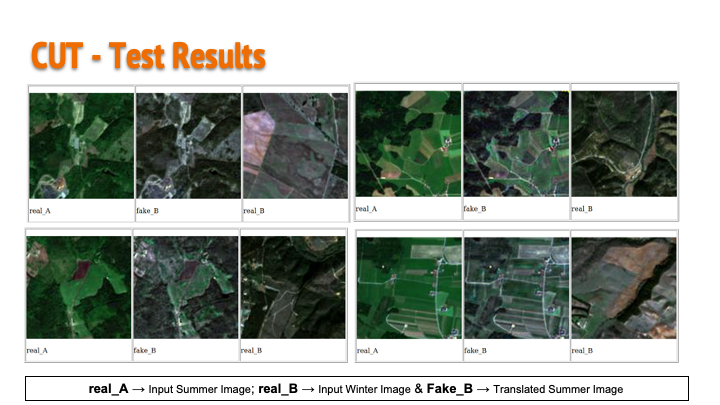 CUT - Test Results
real_A fake_B real_B
real_A fake_B real_B
real_A fake_B real_B
real_A fake_B real_B
real_A → Input Summer Image; real_B → Input Winter Image & Fake_B → Translated Summer Image